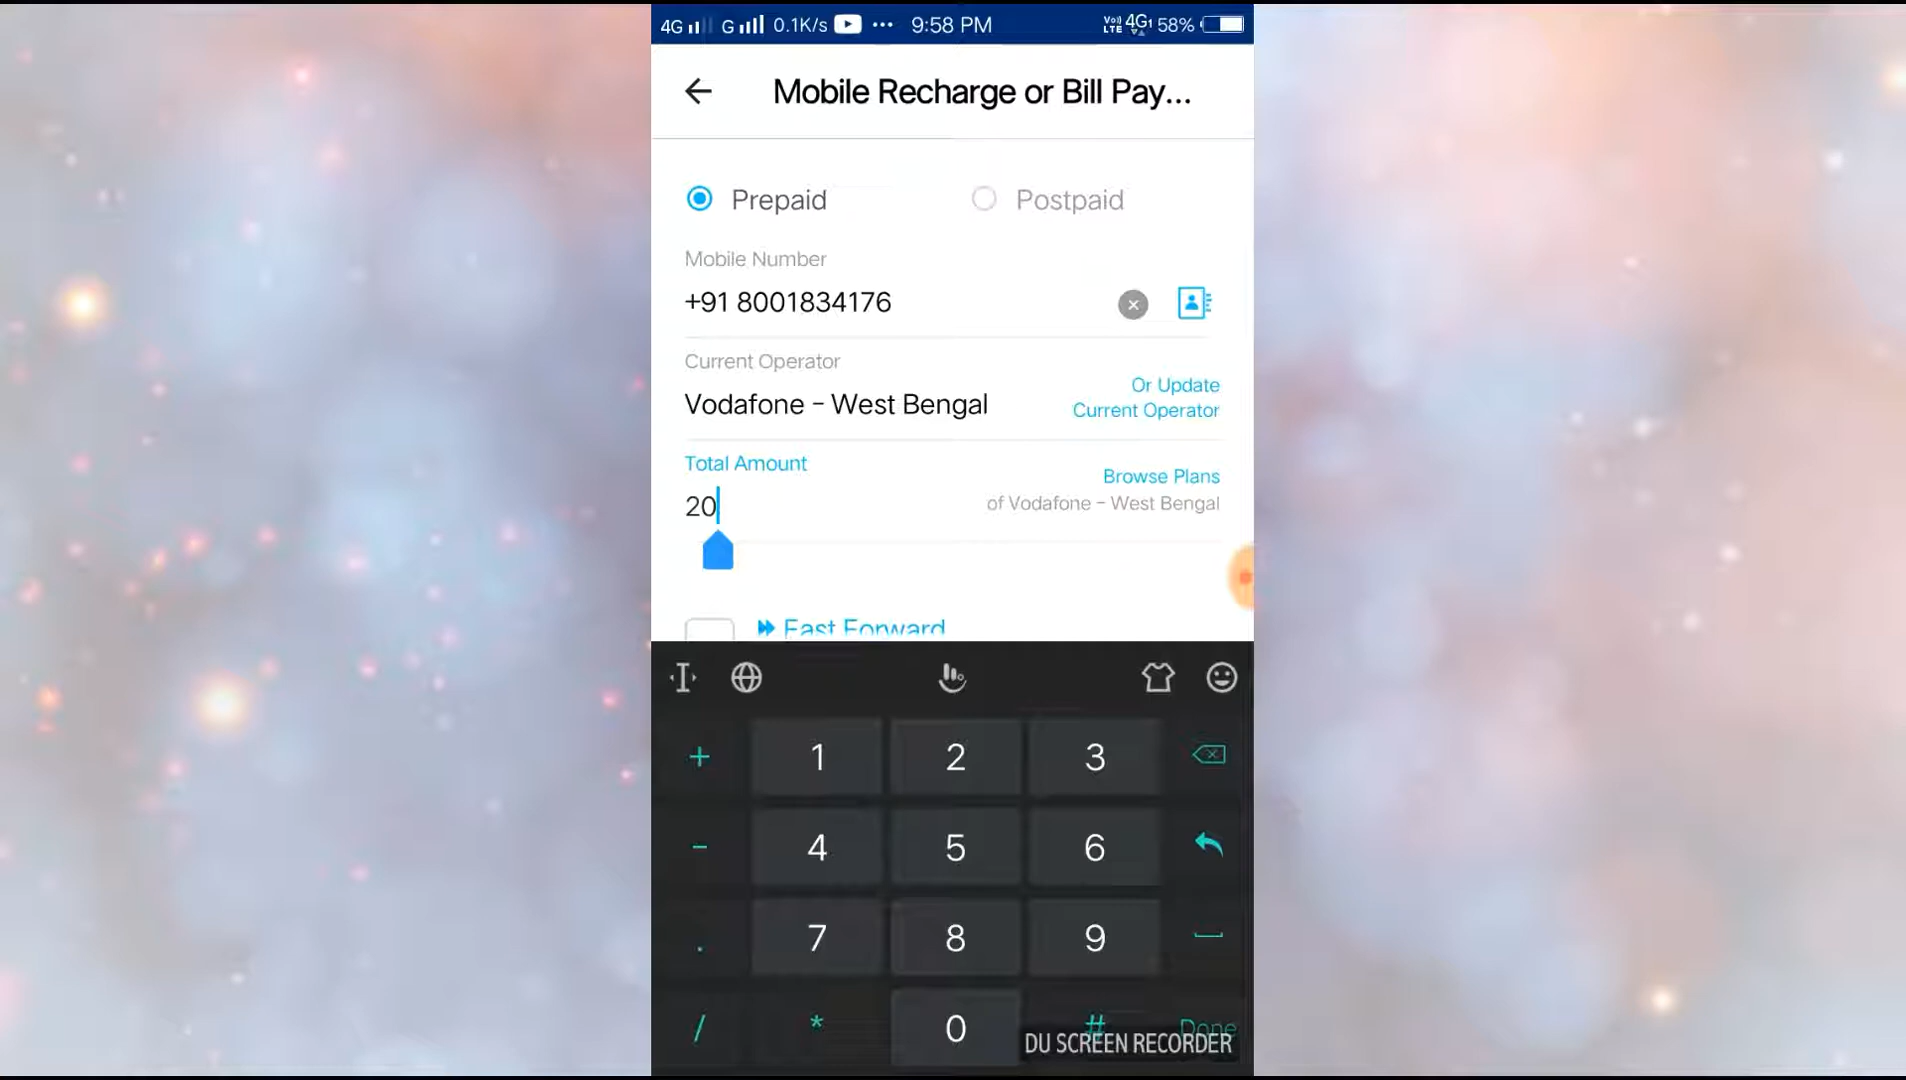 4G G 0.1K/s ... 9:58 PM VoLTE 4G 58%
Mobile Recharge or Bill Pay...
Prepaid Postpaid
Mobile Number
+91 8001834176
Current Operator
Or Update
Vodafone - West Bengal
Current Operator
Total Amount
Browse Plans
20
of Vodafone - West Bengal
Fast Forward
+ 1 2 3
- 4 5 6
. 7 8 9
/ * 0 # Done
DU SCREEN RECORDER